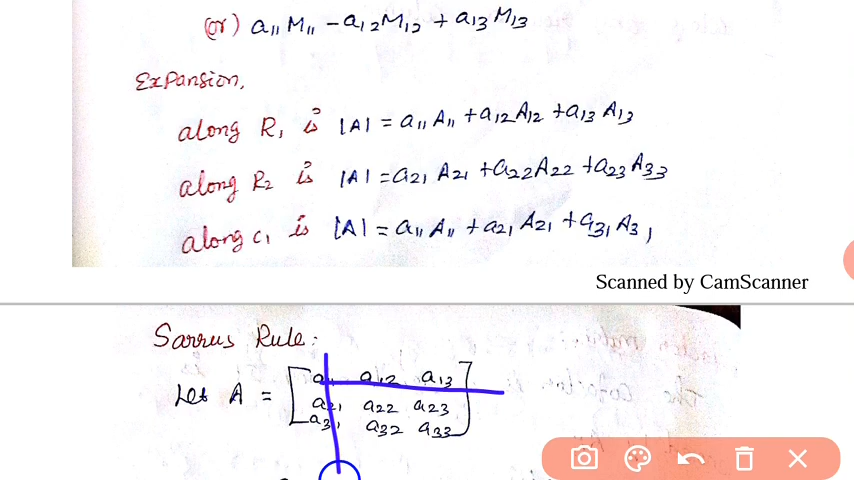 (or) a₁₁ M₁₁ − a₁₂ M₁₂ + a₁₃ M₁₃
Expansion,
along R₁ is |A| = a₁₁ A₁₁ + a₁₂ A₁₂ + a₁₃ A₁₃
along R₂ is |A| = a₂₁ A₂₁ + a₂₂ A₂₂ + a₂₃ A₃₃
along C₁ is |A| = a₁₁ A₁₁ + a₂₁ A₂₁ + a₃₁ A₃₁
Scanned by CamScanner
Sarrus Rule:
Let A = [a₁₁ a₁₂ a₁₃
a₂₁ a₂₂ a₂₃
a₃₁ a₃₂ a₃₃]